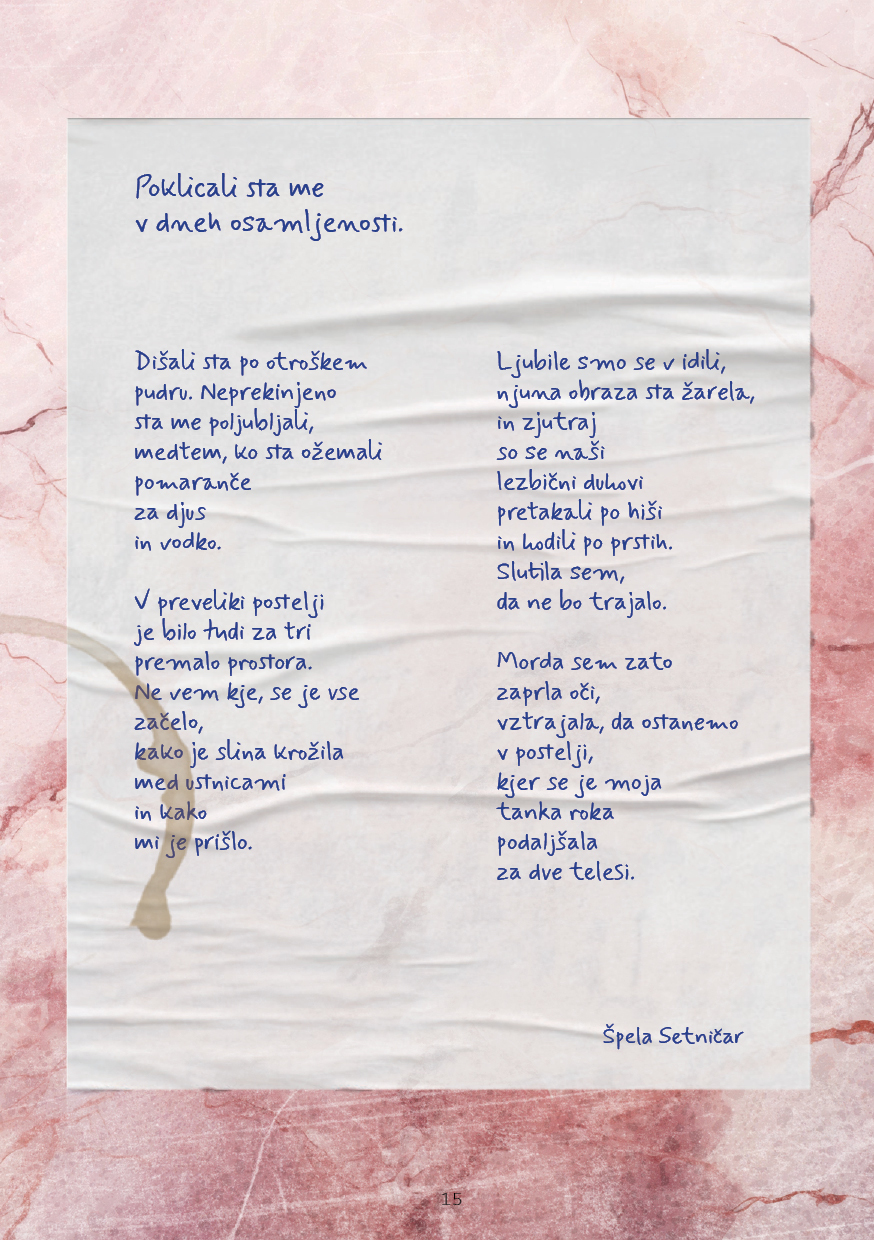 Poklicali sta me
v dneh osamljenosti.
Dišali sta po otroškem
pudru. Neprekinjeno
sta me poljubljali,
medtem, ko sta ožemali
pomaranče
za djus
in vodko.
V preveliki postelji
je bilo tudi za tri
premalo prostora.
Ne vem kje, se je vse
začelo,
kako je slina krožila
med ustnicami
in kako
mi je prišlo.
Ljubile smo se v idili,
njuna obraza sta žarela,
in zjutraj
so se naši
lezbični duhovi
pretakali po hiši
in hodili po prstih.
Slutila sem,
da ne bo trajalo.
Morda sem zato
zaprla oči,
vztrajala, da ostanemo
v postelji,
kjer se je moja
tanka roka
podaljšala
za dve telesi.
Špela Setničar
15